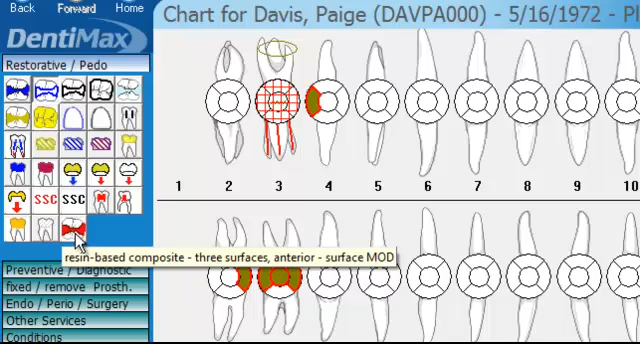 Back
Forward
Home
Chart for Davis, Paige (DAVPA000) - 5/16/1972 - Pl
DentiMax
Restorative / Pedo
SSC SSC
1 2 3 4 5 6 7 8 9 10
resin-based composite - three surfaces, anterior - surface MOD
Preventive / Diagnostic
fixed / remove Prosth.
Endo / Perio / Surgery
Other Services
Conditions